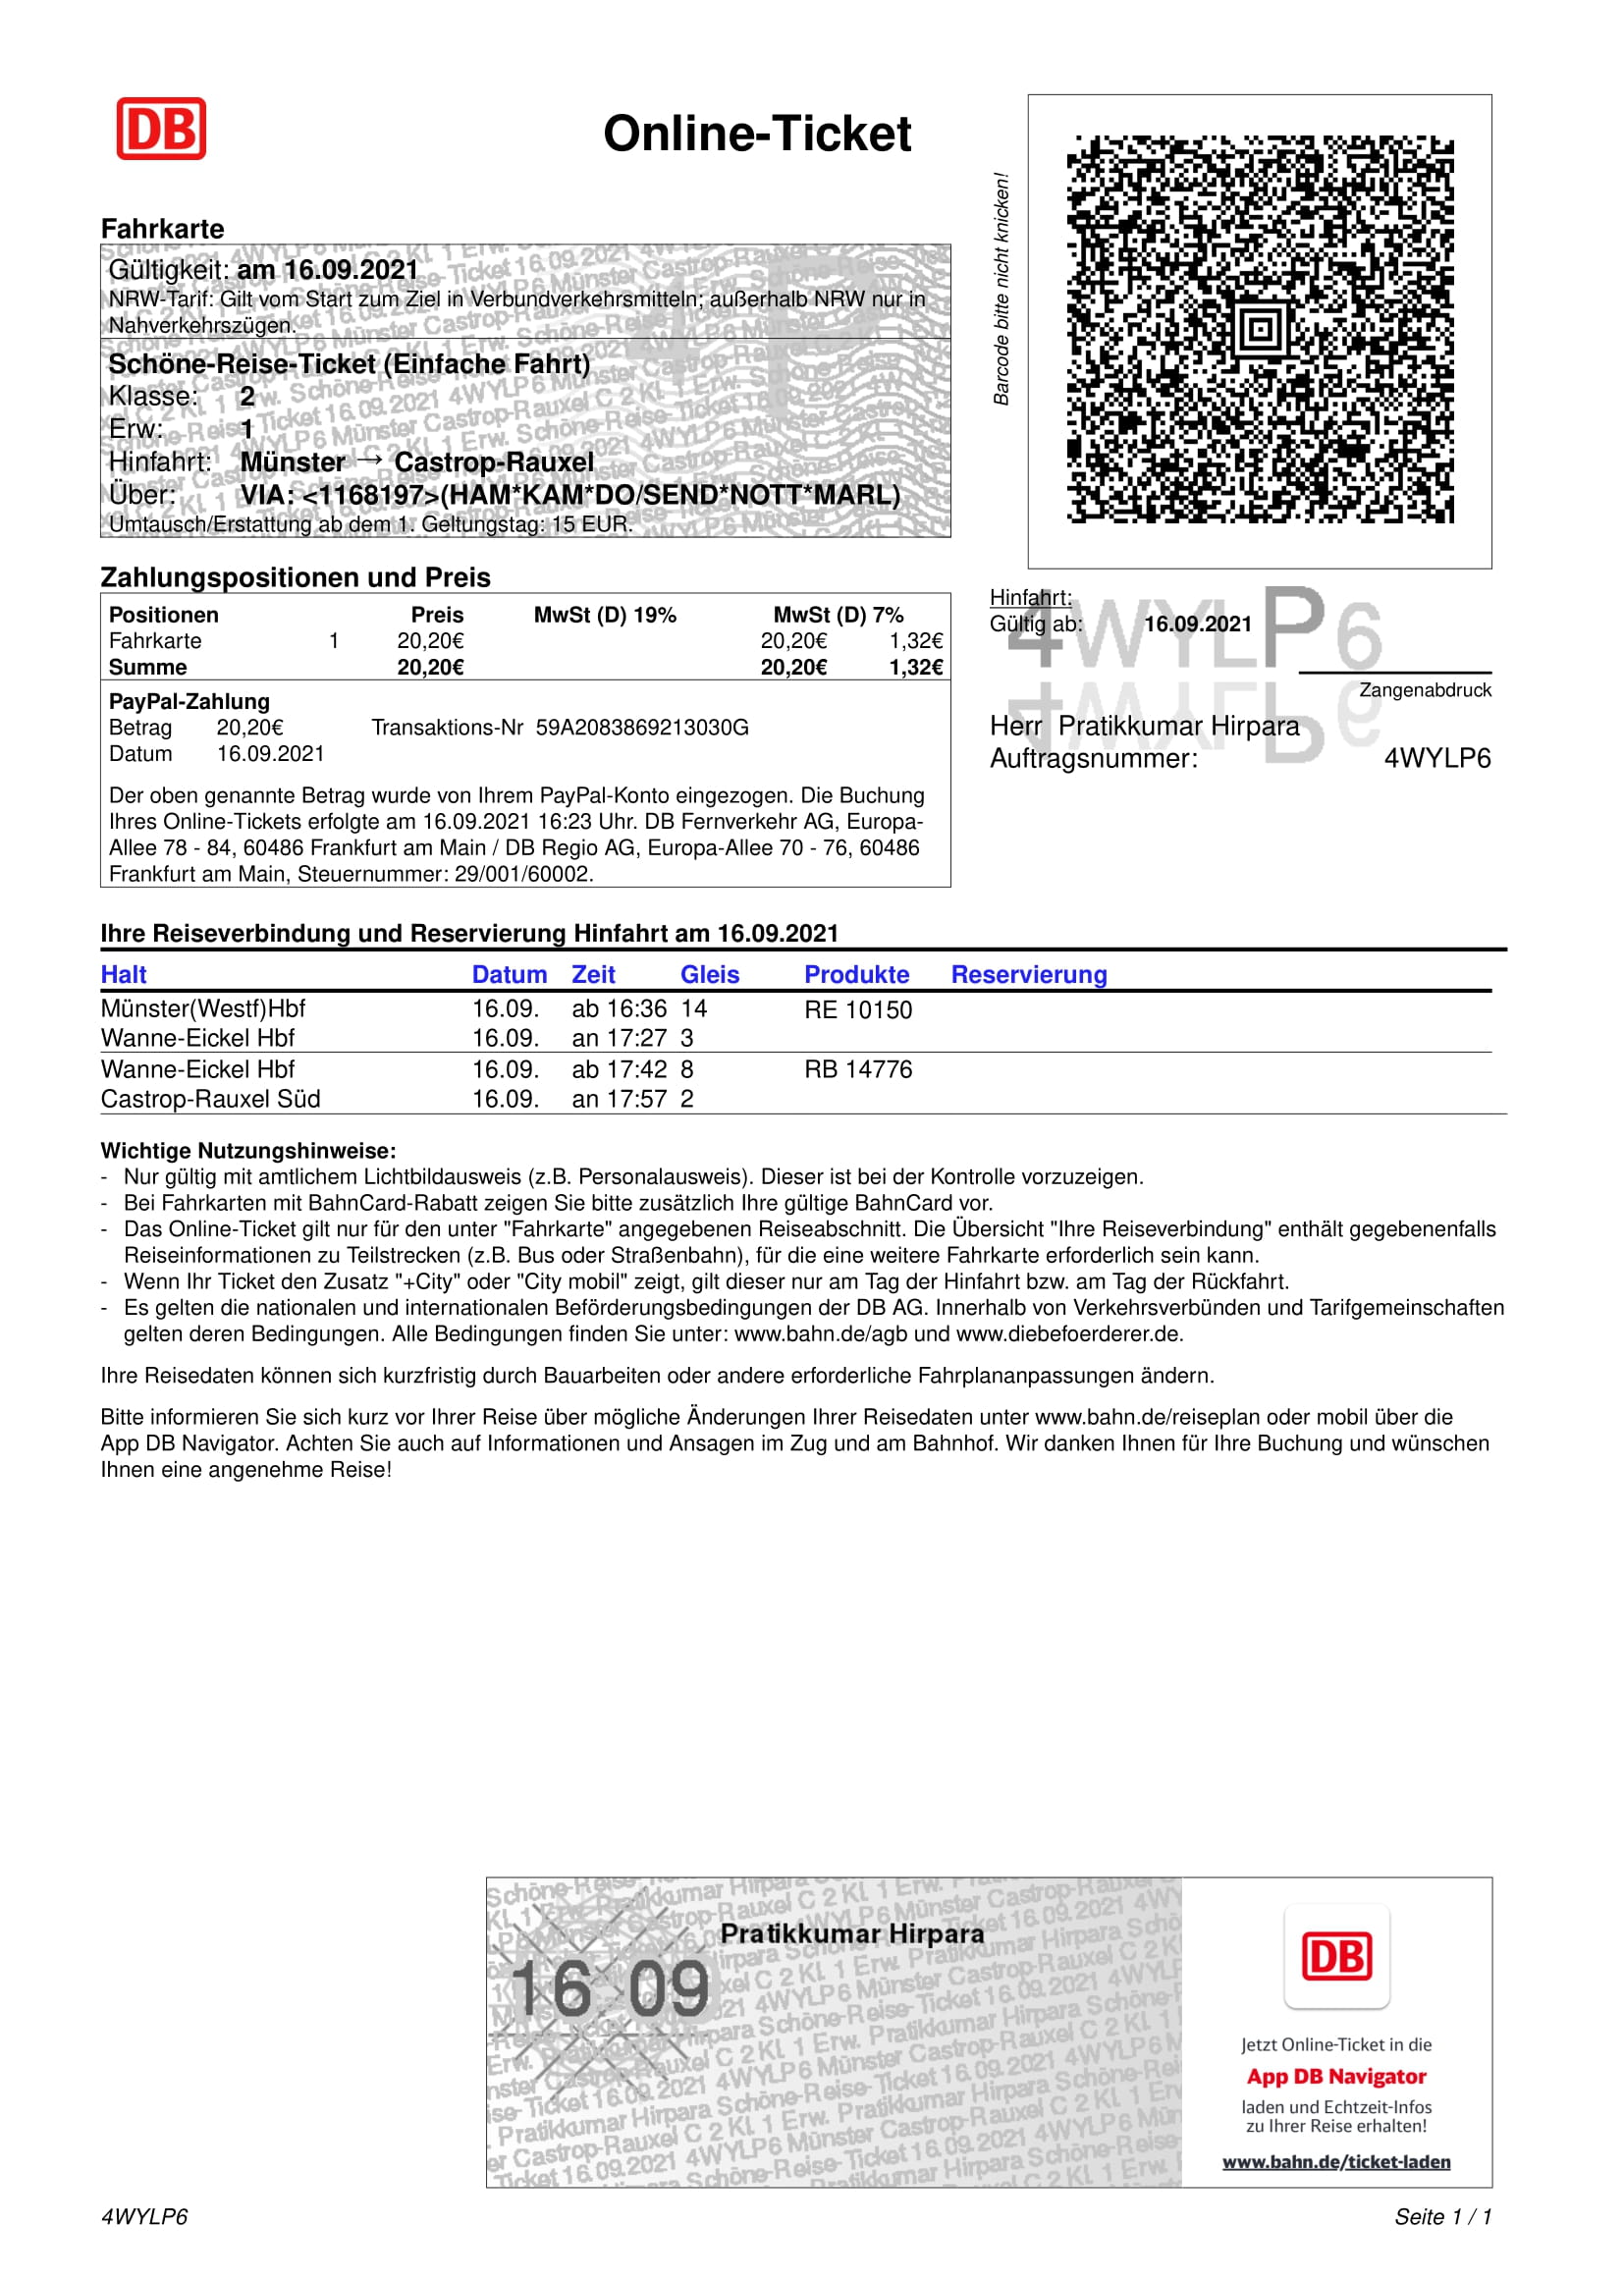 DB
Online-Ticket
Barcode bitte nicht knicken!
Fahrkarte
Gültigkeit: am 16.09.2021
NRW-Tarif: Gilt vom Start zum Ziel in Verbundverkehrsmitteln; außerhalb NRW nur in
Nahverkehrszügen.
Schöne-Reise-Ticket (Einfache Fahrt)
Klasse: 2
Erw: 1
Hinfahrt: Münster → Castrop-Rauxel
Über: VIA: <1168197>(HAM*KAM*DO/SEND*NOTT*MARL)
Umtausch/Erstattung ab dem 1. Geltungstag: 15 EUR.
Zahlungspositionen und Preis
Positionen Preis MwSt (D) 19% MwSt (D) 7%
Fahrkarte 1 20,20€ 20,20€ 1,32€
Summe 20,20€ 20,20€ 1,32€
PayPal-Zahlung
Betrag 20,20€ Transaktions-Nr 59A2083869213030G
Datum 16.09.2021
Der oben genannte Betrag wurde von Ihrem PayPal-Konto eingezogen. Die Buchung
Ihres Online-Tickets erfolgte am 16.09.2021 16:23 Uhr. DB Fernverkehr AG, Europa-
Allee 78 - 84, 60486 Frankfurt am Main / DB Regio AG, Europa-Allee 70 - 76, 60486
Frankfurt am Main, Steuernummer: 29/001/60002.
Hinfahrt:
Gültig ab: 16.09.2021
4WYLP6
Zangenabdruck
Herr Pratikkumar Hirpara
Auftragsnummer: 4WYLP6
Ihre Reiseverbindung und Reservierung Hinfahrt am 16.09.2021
Halt Datum Zeit Gleis Produkte Reservierung
Münster(Westf)Hbf 16.09. ab 16:36 14 RE 10150
Wanne-Eickel Hbf 16.09. an 17:27 3
Wanne-Eickel Hbf 16.09. ab 17:42 8 RB 14776
Castrop-Rauxel Süd 16.09. an 17:57 2
Wichtige Nutzungshinweise:
- Nur gültig mit amtlichem Lichtbildausweis (z.B. Personalausweis). Dieser ist bei der Kontrolle vorzuzeigen.
- Bei Fahrkarten mit BahnCard-Rabatt zeigen Sie bitte zusätzlich Ihre gültige BahnCard vor.
- Das Online-Ticket gilt nur für den unter "Fahrkarte" angegebenen Reiseabschnitt. Die Übersicht "Ihre Reiseverbindung" enthält gegebenenfalls
Reiseinformationen zu Teilstrecken (z.B. Bus oder Straßenbahn), für die eine weitere Fahrkarte erforderlich sein kann.
- Wenn Ihr Ticket den Zusatz "+City" oder "City mobil" zeigt, gilt dieser nur am Tag der Hinfahrt bzw. am Tag der Rückfahrt.
- Es gelten die nationalen und internationalen Beförderungsbedingungen der DB AG. Innerhalb von Verkehrsverbünden und Tarifgemeinschaften
gelten deren Bedingungen. Alle Bedingungen finden Sie unter: www.bahn.de/agb und www.diebefoerderer.de.
Ihre Reisedaten können sich kurzfristig durch Bauarbeiten oder andere erforderliche Fahrplananpassungen ändern.
Bitte informieren Sie sich kurz vor Ihrer Reise über mögliche Änderungen Ihrer Reisedaten unter www.bahn.de/reiseplan oder mobil über die
App DB Navigator. Achten Sie auch auf Informationen und Ansagen im Zug und am Bahnhof. Wir danken Ihnen für Ihre Buchung und wünschen
Ihnen eine angenehme Reise!
Pratikkumar Hirpara
16 09
DB
Jetzt Online-Ticket in die
App DB Navigator
laden und Echtzeit-Infos
zu Ihrer Reise erhalten!
www.bahn.de/ticket-laden
4WYLP6
Seite 1 / 1